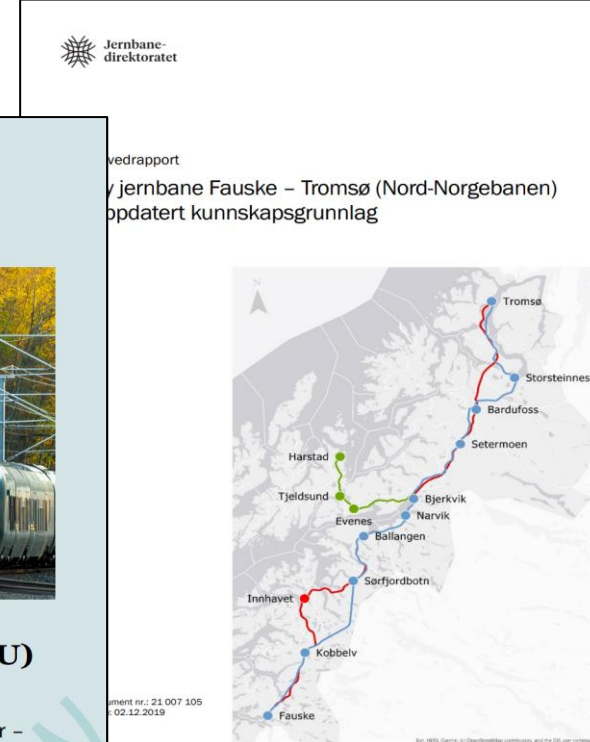 Jernbane-
direktoratet
vedrapport
y jernbane Fauske – Tromsø (Nord-Norgebanen)
oppdatert kunnskapsgrunnlag
Tromsø
Storsteinnes
Bardufoss
Setermoen
Harstad
Tjeldsund
Bjerkvik
Evenes
Narvik
Ballangen
Sørfjordbotn
Innhavet
Kobbelv
U)
ument nr.: 21 007 105
: 02.12.2019
Fauske
r –